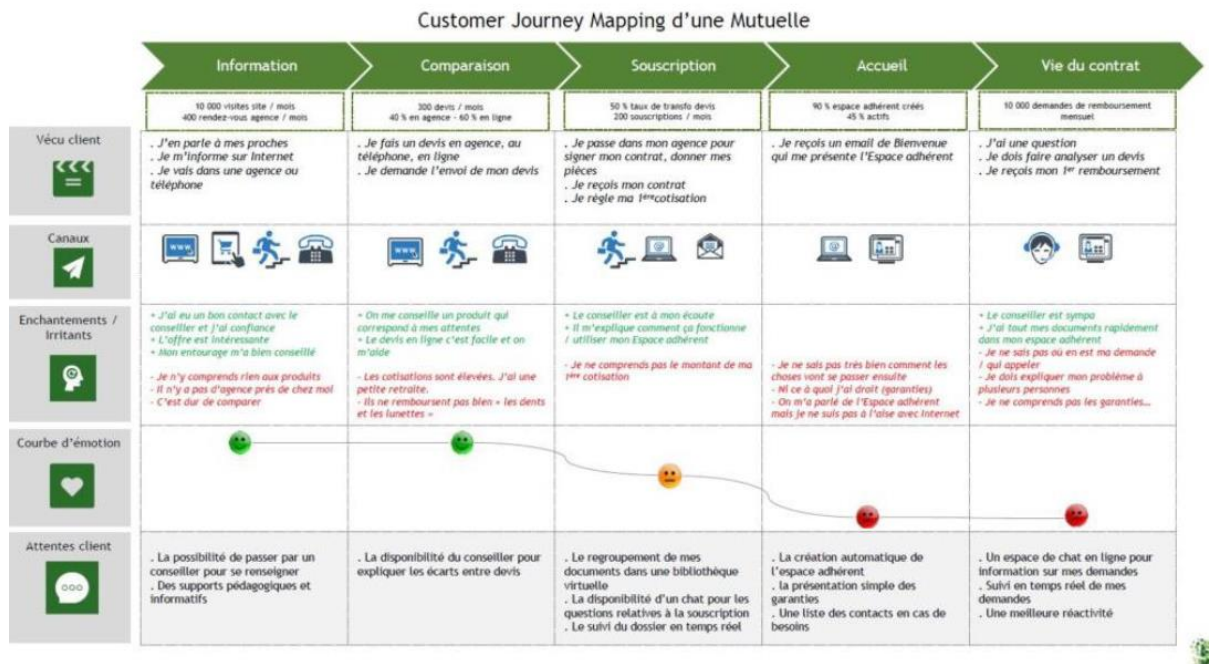 Customer Journey Mapping d'une Mutuelle
Information
Comparaison
Souscription
Accueil
Vie du contrat
10 000 visites site / mois
400 rendez-vous agence / mois
300 devis / mois
40 % en agence - 60 % en ligne
50 % taux de transfo devis
200 souscriptions / mois
90 % espace adhérent créés
45 % actifs
10 000 demandes de remboursement
mensuel
Vécu client
. J'en parle à mes proches
. Je m'informe sur Internet
. Je vais dans une agence ou
téléphone
. Je fais un devis en agence, au
téléphone, en ligne
. Je demande l'envoi de mon devis
. Je passe dans mon agence pour
signer mon contrat, donner mes
pièces
. Je reçois mon contrat
. Je règle ma 1ère cotisation
. Je reçois un email de Bienvenue
qui me présente l'Espace adhérent
. J'ai une question
. Je dois faire analyser un devis
. Je reçois mon 1er remboursement
Canaux
WWW
WWW
@
@
Enchantements /
Irritants
+ J'ai eu un bon contact avec le
conseiller et j'ai confiance
+ L'offre est intéressante
+ Mon entourage m'a bien conseillé
- Je n'y comprends rien aux produits
- Il n'y a pas d'agence près de chez moi
- C'est dur de comparer
+ On me conseille un produit qui
correspond à mes attentes
+ Le devis en ligne c'est facile et on
m'aide
- Les cotisations sont élevées. J'ai une
petite retraite.
- Ils ne remboursent pas bien « les dents
et les lunettes »
+ Le conseiller est à mon écoute
+ Il m'explique comment ça fonctionne
/ utiliser mon Espace adhérent
- Je ne comprends pas le montant de ma
1ère cotisation
- Je ne sais pas très bien comment les
choses vont se passer ensuite
- Ni ce à quoi j'ai droit (garanties)
- On m'a parlé de l'Espace adhérent
mais je ne suis pas à l'aise avec Internet
+ Le conseiller est sympa
+ J'ai tout mes documents rapidement
dans mon espace adhérent
- Je ne sais pas où en est ma demande
/ qui appeler
- Je dois expliquer mon problème à
plusieurs personnes
- Je ne comprends pas les garanties...
Courbe d'émotion
Attentes client
. La possibilité de passer par un
conseiller pour se renseigner
. Des supports pédagogiques et
informatifs
. La disponibilité du conseiller pour
expliquer les écarts entre devis
. Le regroupement de mes
documents dans une bibliothèque
virtuelle
. La disponibilité d'un chat pour les
questions relatives à la souscription
. Le suivi du dossier en temps réel
. La création automatique de
l'espace adhérent
. la présentation simple des
garanties
. Une liste des contacts en cas de
besoins
. Un espace de chat en ligne pour
information sur mes demandes
. Suivi en temps réel de mes
demandes
. Une meilleure réactivité